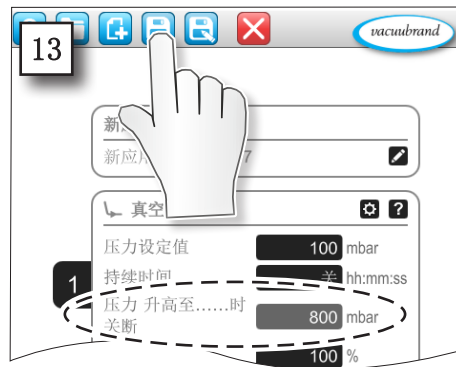 13
vacuubrand
新
新应 7
真空
压力设定值 100 mbar
1
持续时间 关 hh:mm:ss
压力 升高至……时
关断 800 mbar
100 %